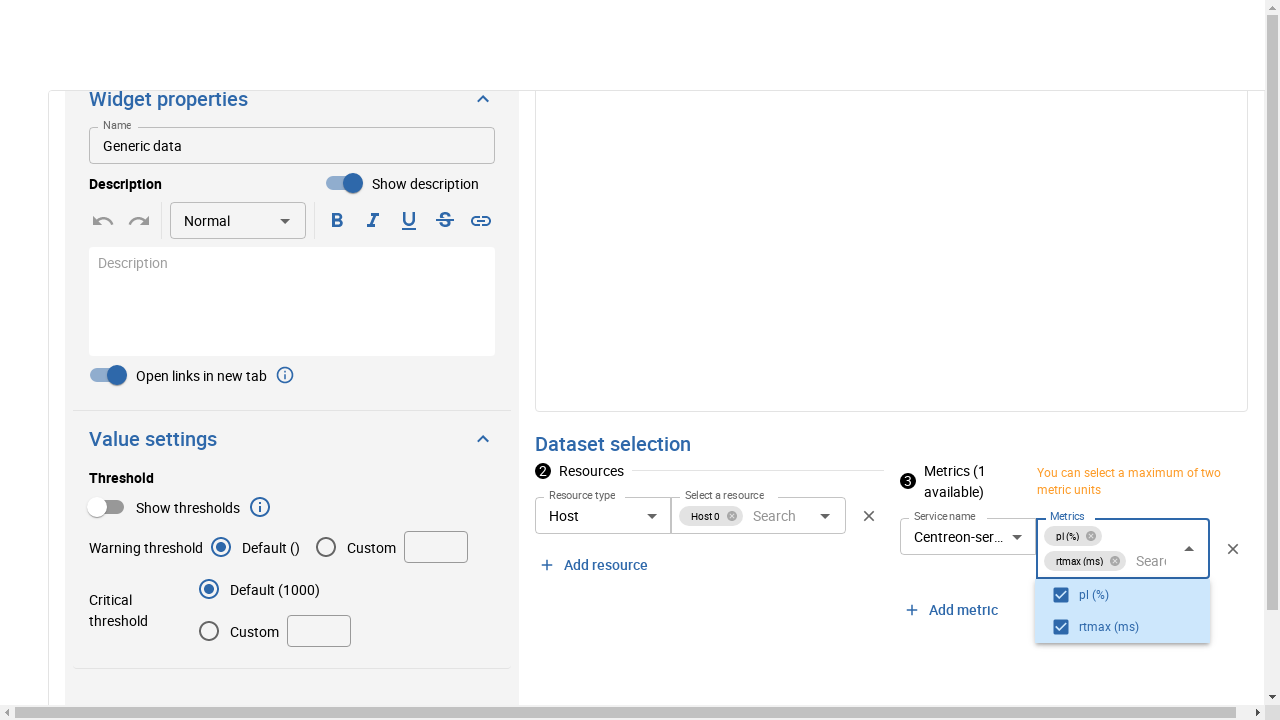 Widget properties
Name
Generic data
Description
Show description
Normal
Description
Open links in new tab
Value settings
Threshold
Show thresholds
Warning threshold
Default ()
Custom
Critical
threshold
Default (1000)
Custom
Dataset selection
2 Resources
Resource type
Host
Select a resource
Host 0
Search
Add resource
3 Metrics (1
available)
You can select a maximum of two
metric units
Service name
Centreon-ser...
Metrics
pl (%)
rtmax (ms)
Sear
pl (%)
rtmax (ms)
Add metric